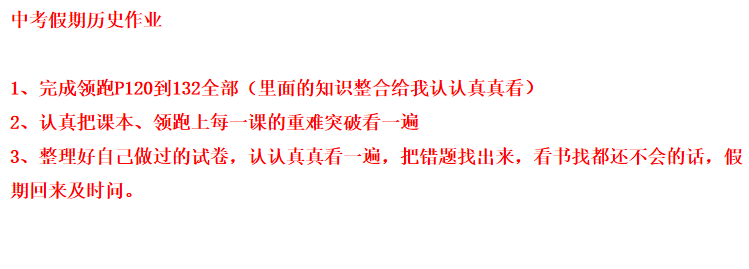 中考假期历史作业
1、完成领跑P120到132全部（里面的知识整合给我认认真真看）
2、认真把课本、领跑上每一课的重难突破看一遍
3、整理好自己做过的试卷，认认真真看一遍，把错题找出来，看书找都还不会的话，假
期回来及时问。